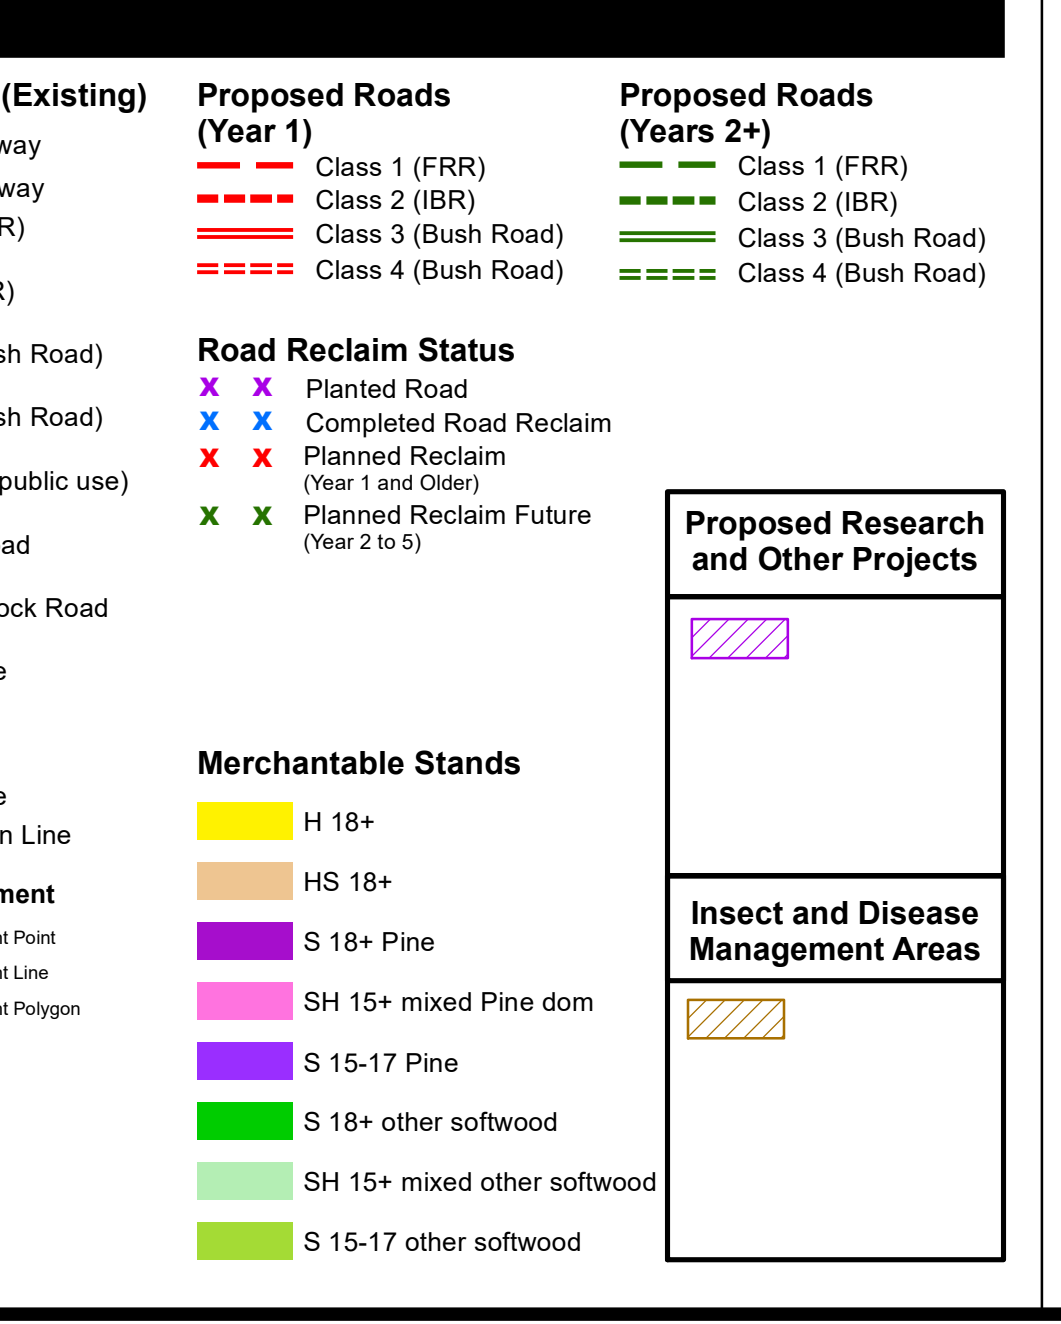 (Existing)
way
way
R)
R)
sh Road)
sh Road)
public use)
ad
ock Road
e
e
n Line
ment
nt Point
nt Line
nt Polygon
Proposed Roads
(Year 1)
Class 1 (FRR)
Class 2 (IBR)
Class 3 (Bush Road)
Class 4 (Bush Road)
Proposed Roads
(Years 2+)
Class 1 (FRR)
Class 2 (IBR)
Class 3 (Bush Road)
Class 4 (Bush Road)
Road Reclaim Status
x x Planted Road
x x Completed Road Reclaim
x x Planned Reclaim
(Year 1 and Older)
x x Planned Reclaim Future
(Year 2 to 5)
Merchantable Stands
H 18+
HS 18+
S 18+ Pine
SH 15+ mixed Pine dom
S 15-17 Pine
S 18+ other softwood
SH 15+ mixed other softwood
S 15-17 other softwood
Proposed Research
and Other Projects
Insect and Disease
Management Areas